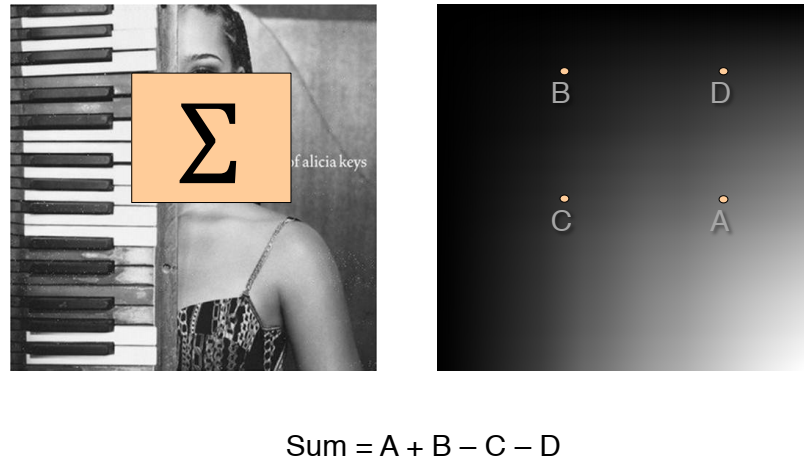 Σ
of alicia keys
B
D
C
A
Sum = A + B – C – D